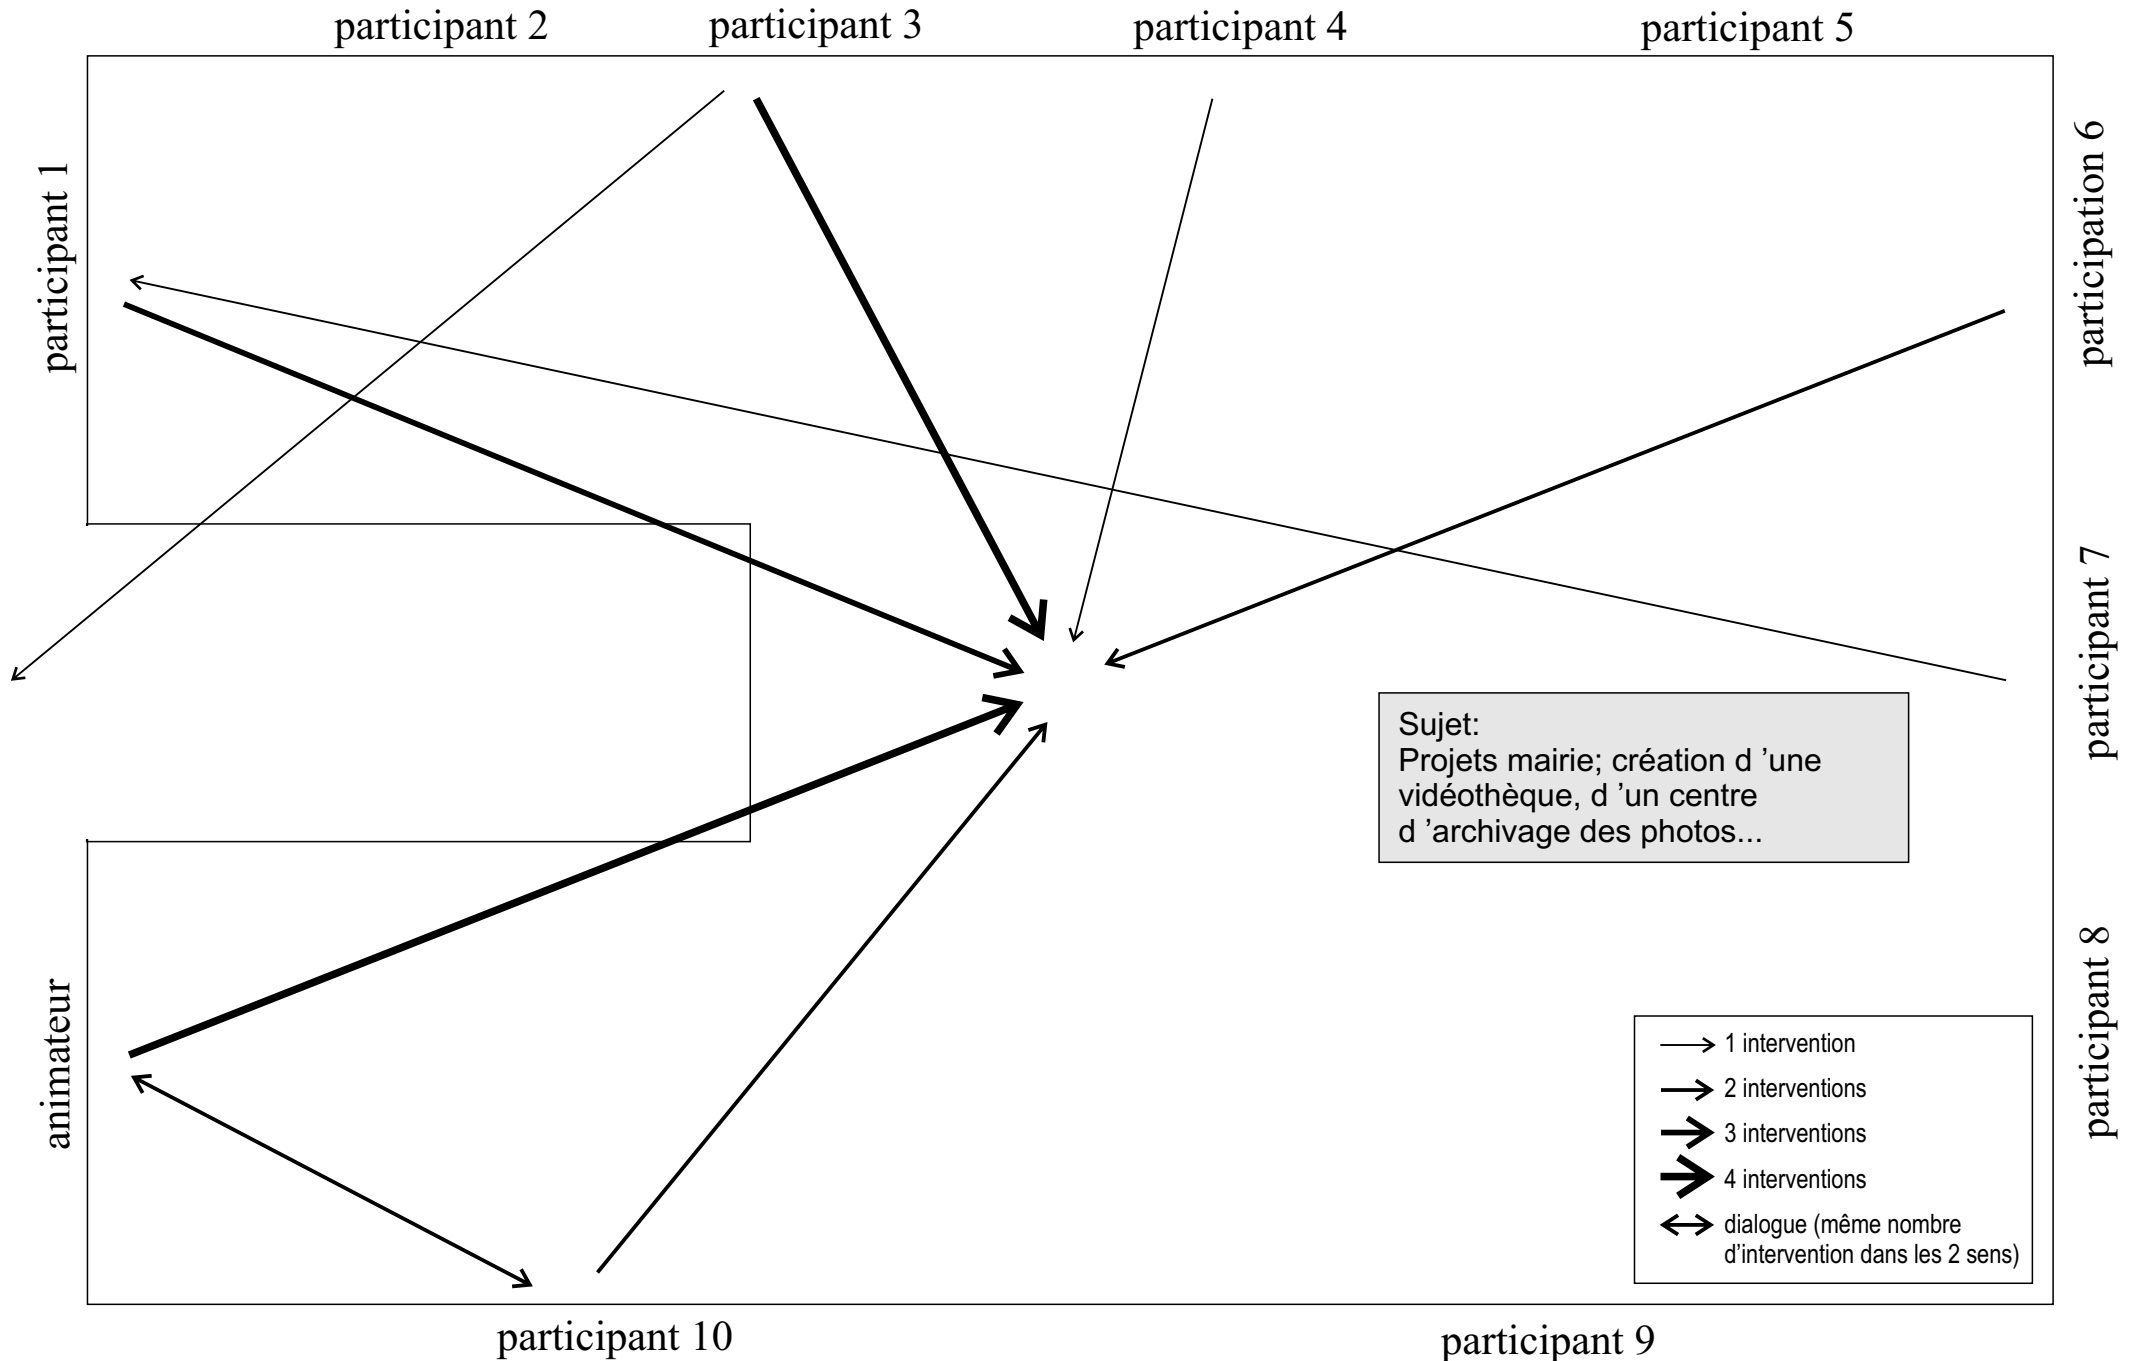 participant 2
participant 3
participant 4
participant 5
participant 1
participation 6
participant 7
Sujet:
Projets mairie; création d ’une
vidéothèque, d ’un centre
d ’archivage des photos...
animateur
participant 8
1 intervention
2 interventions
3 interventions
4 interventions
dialogue (même nombre
d’intervention dans les 2 sens)
participant 10
participant 9